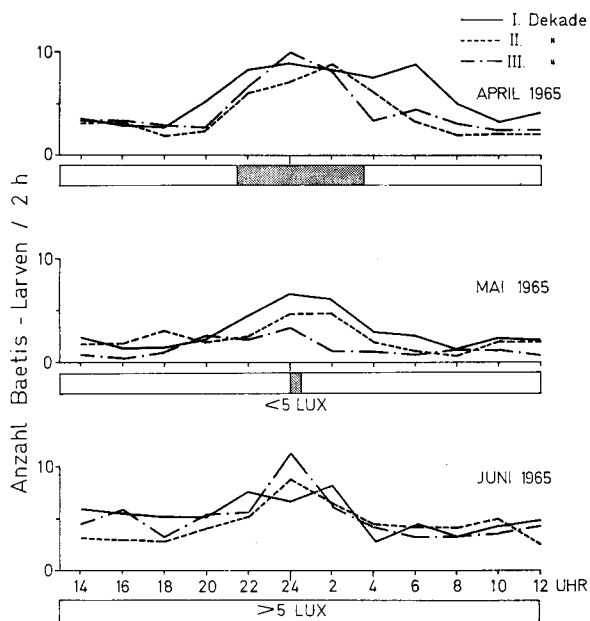 I. Dekade
II. "
III. "
10
APRIL 1965
0
Anzahl Baetis - Larven / 2 h
10
MAI 1965
0
<5 LUX
10
JUNI 1965
0
14 16 18 20 22 24 2 4 6 8 10 12 UHR
>5 LUX